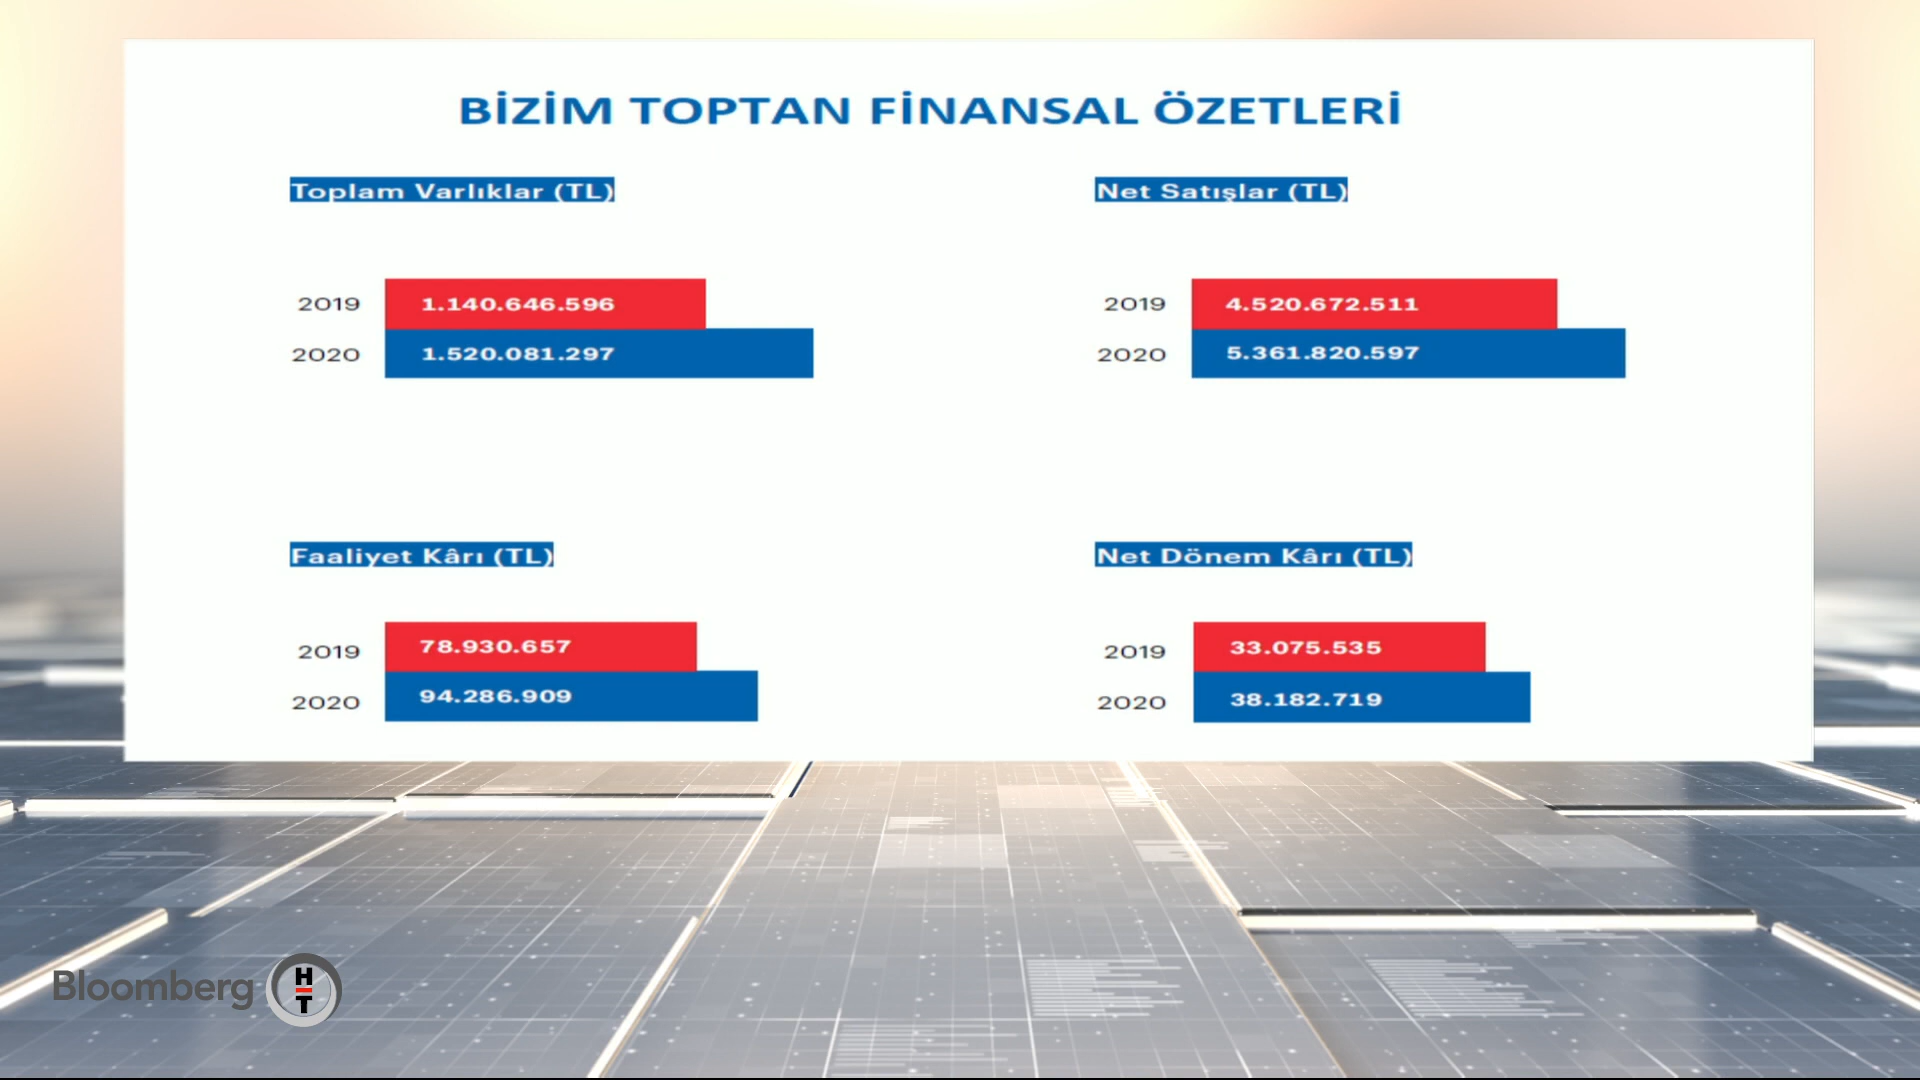 BİZİM TOPTAN FİNANSAL ÖZETLERİ
Toplam Varlıklar (TL)
2019 1.140.646.596
2020 1.520.081.297
Net Satışlar (TL)
2019 4.520.672.511
2020 5.361.820.597
Faaliyet Kârı (TL)
2019 78.930.657
2020 94.286.909
Net Dönem Kârı (TL)
2019 33.075.535
2020 38.182.719
Bloomberg HT